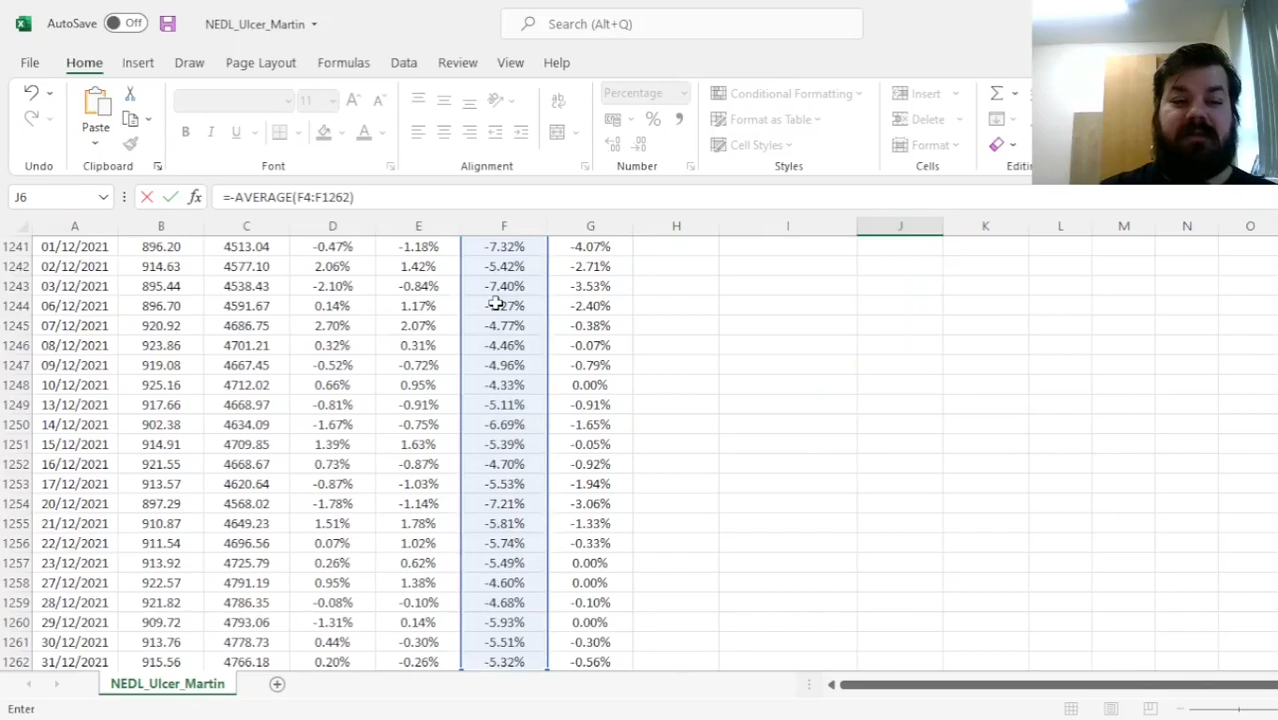 AutoSave Off NEDL_Ulcer_Martin Search (Alt+Q)
File Home Insert Draw Page Layout Formulas Data Review View Help
11 Percentage Conditional Formatting Insert
Paste B I U A Format as Table Delete
Cell Styles Format
Undo Clipboard Font Alignment Number Styles Cells
J6 fx =-AVERAGE(F4:F1262)
A B C D E F G H I J K L M N O
1241 01/12/2021 896.20 4513.04 -0.47% -1.18% -7.32% -4.07%
1242 02/12/2021 914.63 4577.10 2.06% 1.42% -5.42% -2.71%
1243 03/12/2021 895.44 4538.43 -2.10% -0.84% -7.40% -3.53%
1244 06/12/2021 896.70 4591.67 0.14% 1.17% -2.40%
1245 07/12/2021 920.92 4686.75 2.70% 2.07% -4.77% -0.38%
1246 08/12/2021 923.86 4701.21 0.32% 0.31% -4.46% -0.07%
1247 09/12/2021 919.08 4667.45 -0.52% -0.72% -4.96% -0.79%
1248 10/12/2021 925.16 4712.02 0.66% 0.95% -4.33% 0.00%
1249 13/12/2021 917.66 4668.97 -0.81% -0.91% -5.11% -0.91%
1250 14/12/2021 902.38 4634.09 -1.67% -0.75% -6.69% -1.65%
1251 15/12/2021 914.91 4709.85 1.39% 1.63% -5.39% -0.05%
1252 16/12/2021 921.55 4668.67 0.73% -0.87% -4.70% -0.92%
1253 17/12/2021 913.57 4620.64 -0.87% -1.03% -5.53% -1.94%
1254 20/12/2021 897.29 4568.02 -1.78% -1.14% -7.21% -3.06%
1255 21/12/2021 910.87 4649.23 1.51% 1.78% -5.81% -1.33%
1256 22/12/2021 911.54 4696.56 0.07% 1.02% -5.74% -0.33%
1257 23/12/2021 913.92 4725.79 0.26% 0.62% -5.49% 0.00%
1258 27/12/2021 922.57 4791.19 0.95% 1.38% -4.60% 0.00%
1259 28/12/2021 921.82 4786.35 -0.08% -0.10% -4.68% -0.10%
1260 29/12/2021 909.72 4793.06 -1.31% 0.14% -5.93% 0.00%
1261 30/12/2021 913.76 4778.73 0.44% -0.30% -5.51% -0.30%
1262 31/12/2021 915.56 4766.18 0.20% -0.26% -5.32% -0.56%
NEDL_Ulcer_Martin
Enter